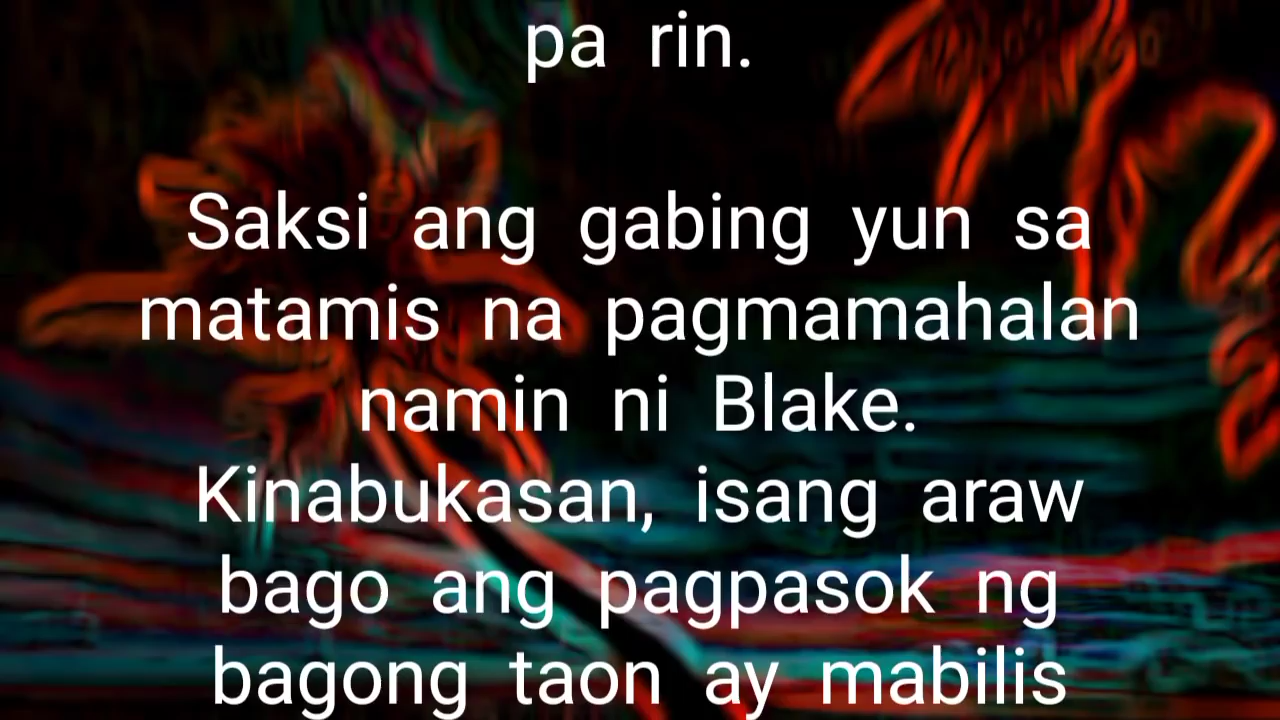 pa rin.
Saksi ang gabing yun sa
matamis na pagmamahalan
namin ni Blake.
Kinabukasan, isang araw
bago ang pagpasok ng
bagong taon ay mabilis